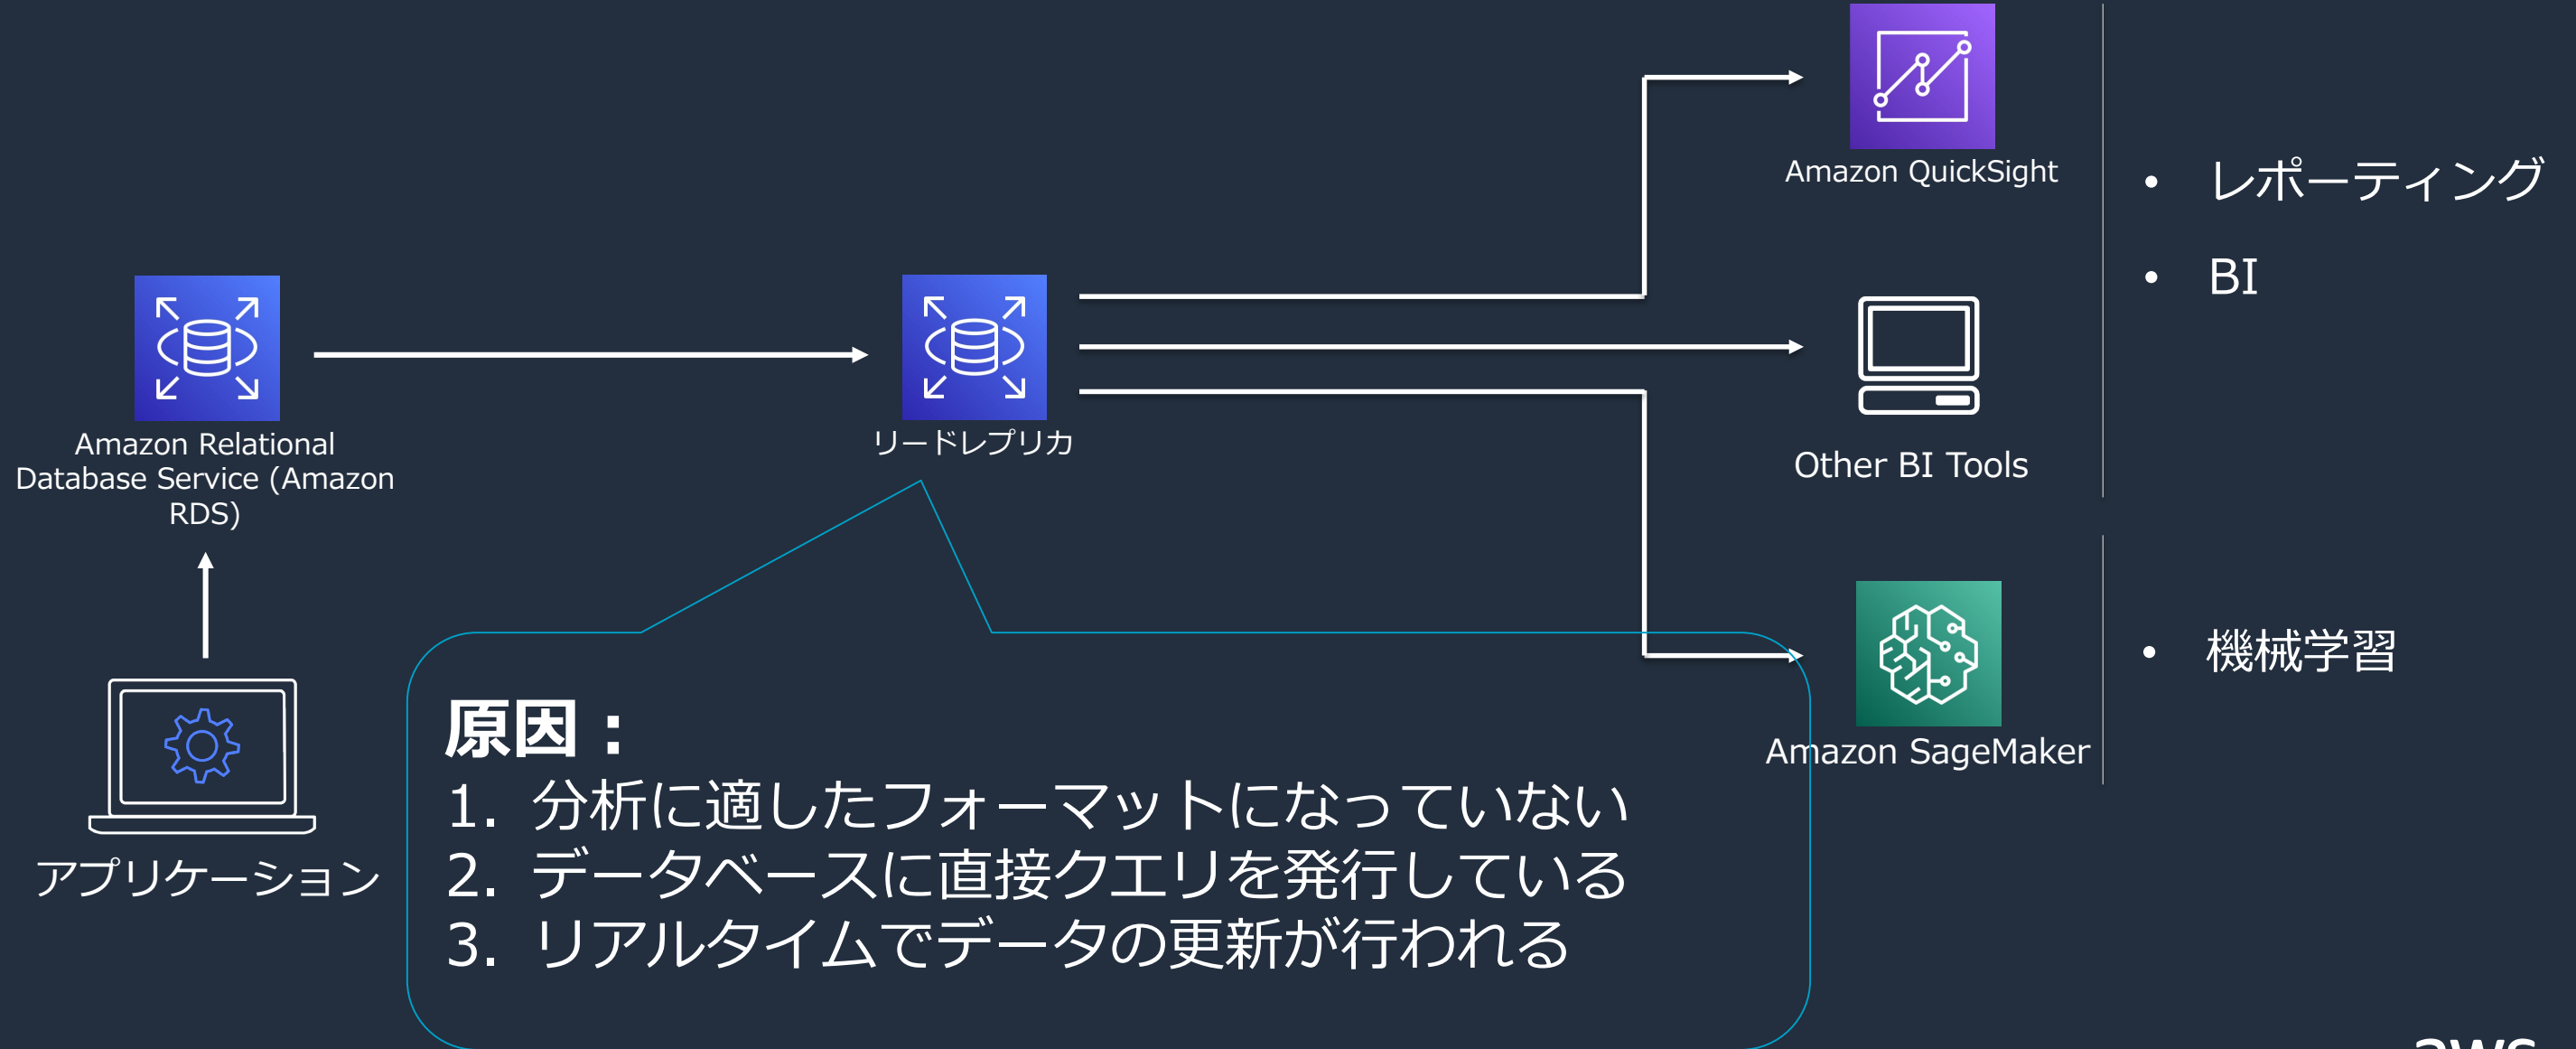 Amazon QuickSight
• レポーティング
• BI
Amazon Relational
Database Service (Amazon
RDS)
リードレプリカ
Other BI Tools
Amazon SageMaker
• 機械学習
アプリケーション
原因：
1. 分析に適したフォーマットになっていない
2. データベースに直接クエリを発行している
3. リアルタイムでデータの更新が行われる
aws